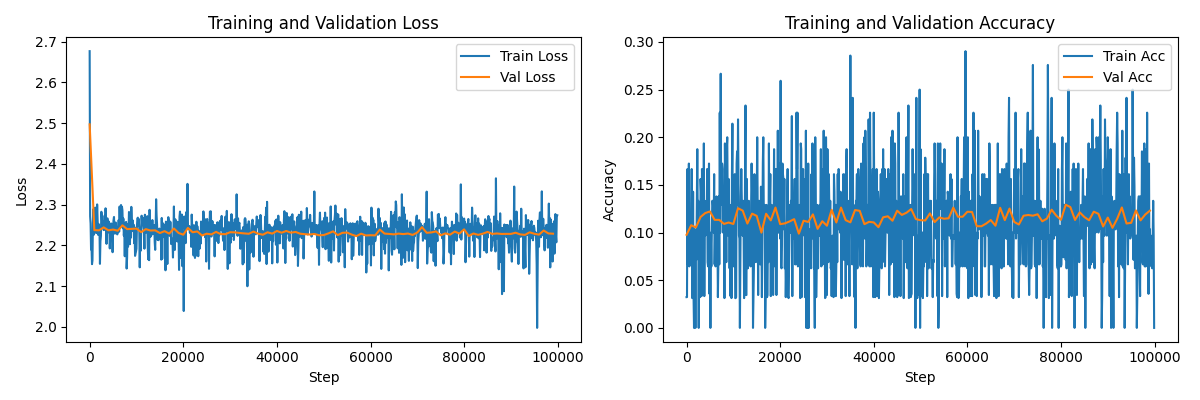 Training and Validation Loss
2.7
2.6
2.5
2.4
2.3
2.2
2.1
2.0
Loss
Train Loss
Val Loss
0 20000 40000 60000 80000 100000
Step
Training and Validation Accuracy
0.30
0.25
0.20
0.15
0.10
0.05
0.00
Accuracy
Train Acc
Val Acc
0 20000 40000 60000 80000 100000
Step